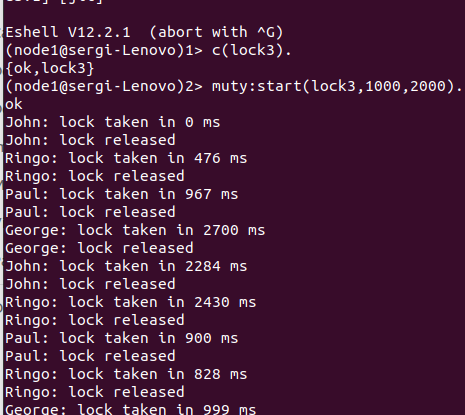 Eshell V12.2.1  (abort with ^G)
(node1@sergi-Lenovo)1> c(lock3).
{ok,lock3}
(node1@sergi-Lenovo)2> muty:start(lock3,1000,2000).
ok
John: lock taken in 0 ms
John: lock released
Ringo: lock taken in 476 ms
Ringo: lock released
Paul: lock taken in 967 ms
Paul: lock released
George: lock taken in 2700 ms
George: lock released
John: lock taken in 2284 ms
John: lock released
Ringo: lock taken in 2430 ms
Ringo: lock released
Paul: lock taken in 900 ms
Paul: lock released
Ringo: lock taken in 828 ms
Ringo: lock released
George: lock taken in 999 ms